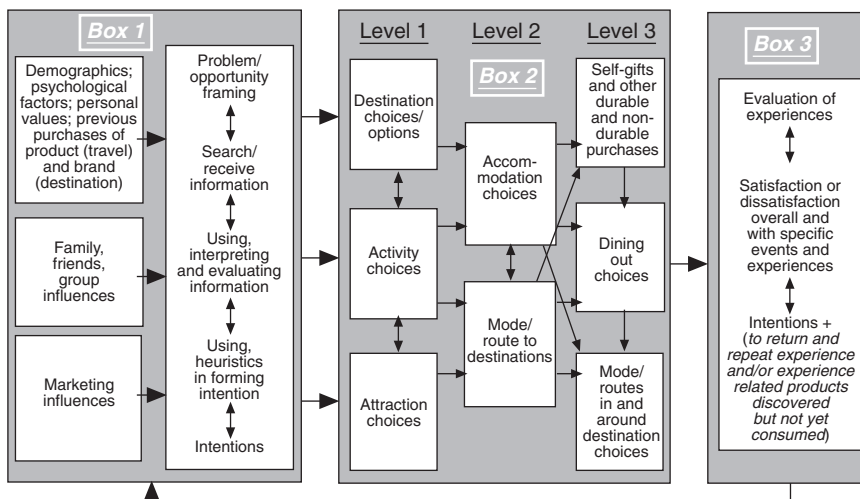 Box 1
Demographics;
psychological
factors; personal
values; previous
purchases of
product (travel)
and brand
(destination)
Family,
friends,
group
influences
Marketing
influences
Problem/
opportunity
framing
Search/
receive
information
Using,
interpreting
and evaluating
information
Using,
heuristics
in forming
intention
Intentions
Level 1
Level 2
Level 3
Box 2
Destination
choices/
options
Activity
choices
Attraction
choices
Accom-
modation
choices
Mode/
route to
destinations
Self-gifts
and other
durable
and non-
durable
purchases
Dining
out
choices
Mode/
routes
in and
around
destination
choices
Box 3
Evaluation of
experiences
Satisfaction or
dissatisfaction
overall and
with specific
events and
experiences
Intentions +
(to return and
repeat experience
and/or experience
related products
discovered
but not yet
consumed)